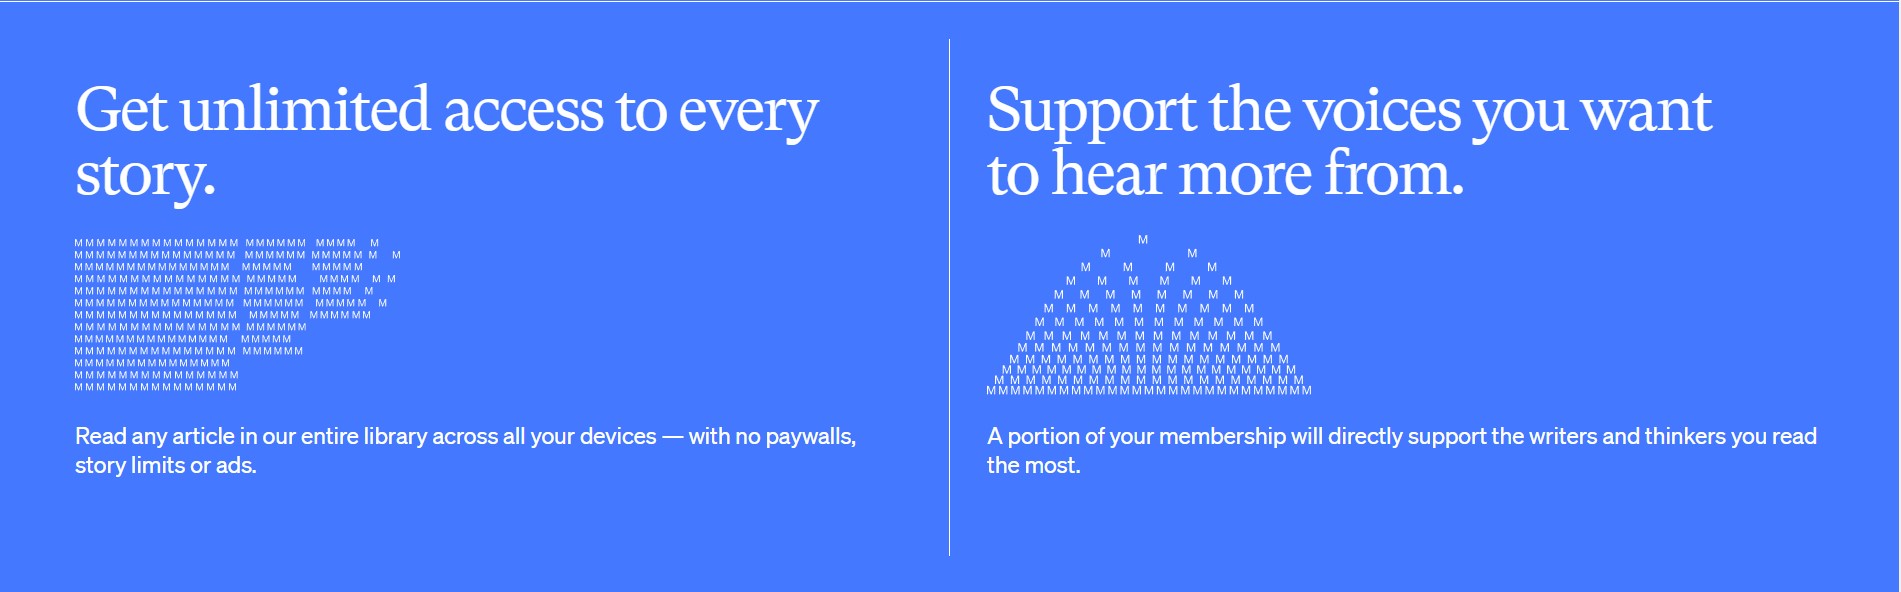 Get unlimited access to every
story.
Read any article in our entire library across all your devices — with no paywalls,
story limits or ads.
Support the voices you want
to hear more from.
A portion of your membership will directly support the writers and thinkers you read
the most.